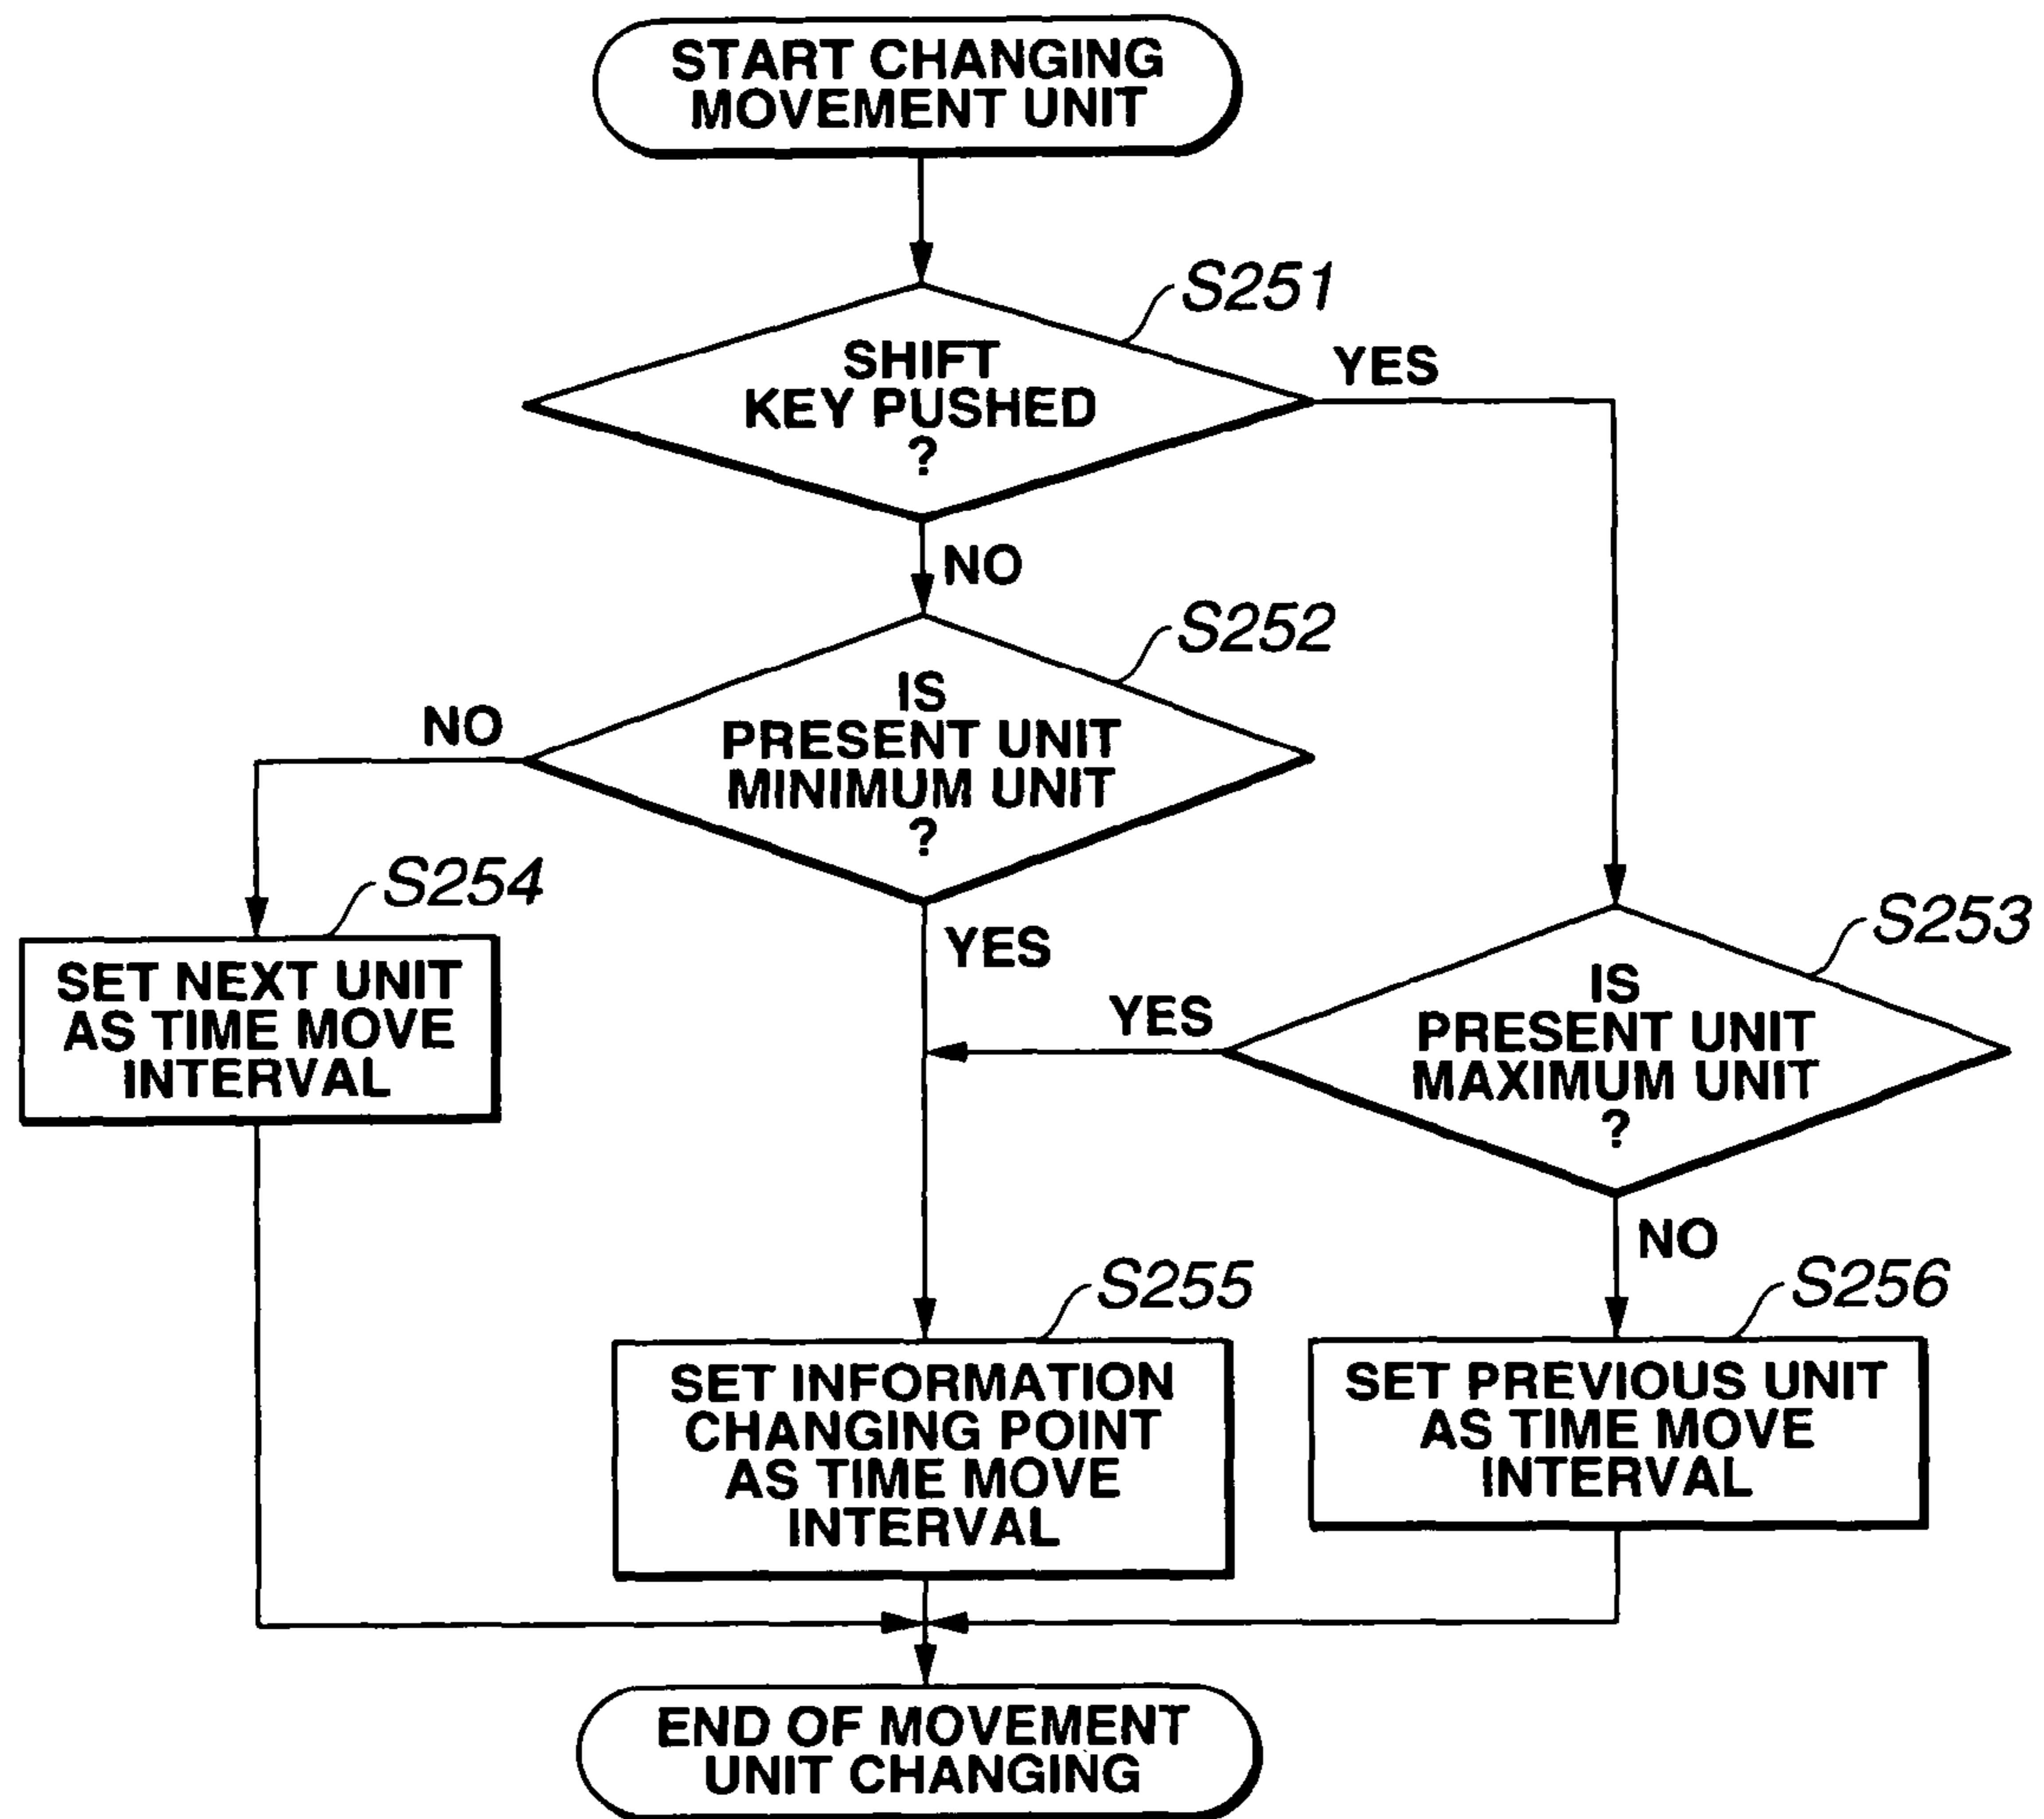 START CHANGING
MOVEMENT UNIT
S251
SHIFT
KEY PUSHED
?
YES
NO
S252
IS
PRESENT UNIT
MINIMUM UNIT
?
NO
S254
SET NEXT UNIT
AS TIME MOVE
INTERVAL
YES
S253
IS
PRESENT UNIT
MAXIMUM UNIT
?
YES
NO
S255
SET INFORMATION
CHANGING POINT
AS TIME MOVE
INTERVAL
S256
SET PREVIOUS UNIT
AS TIME MOVE
INTERVAL
END OF MOVEMENT
UNIT CHANGING